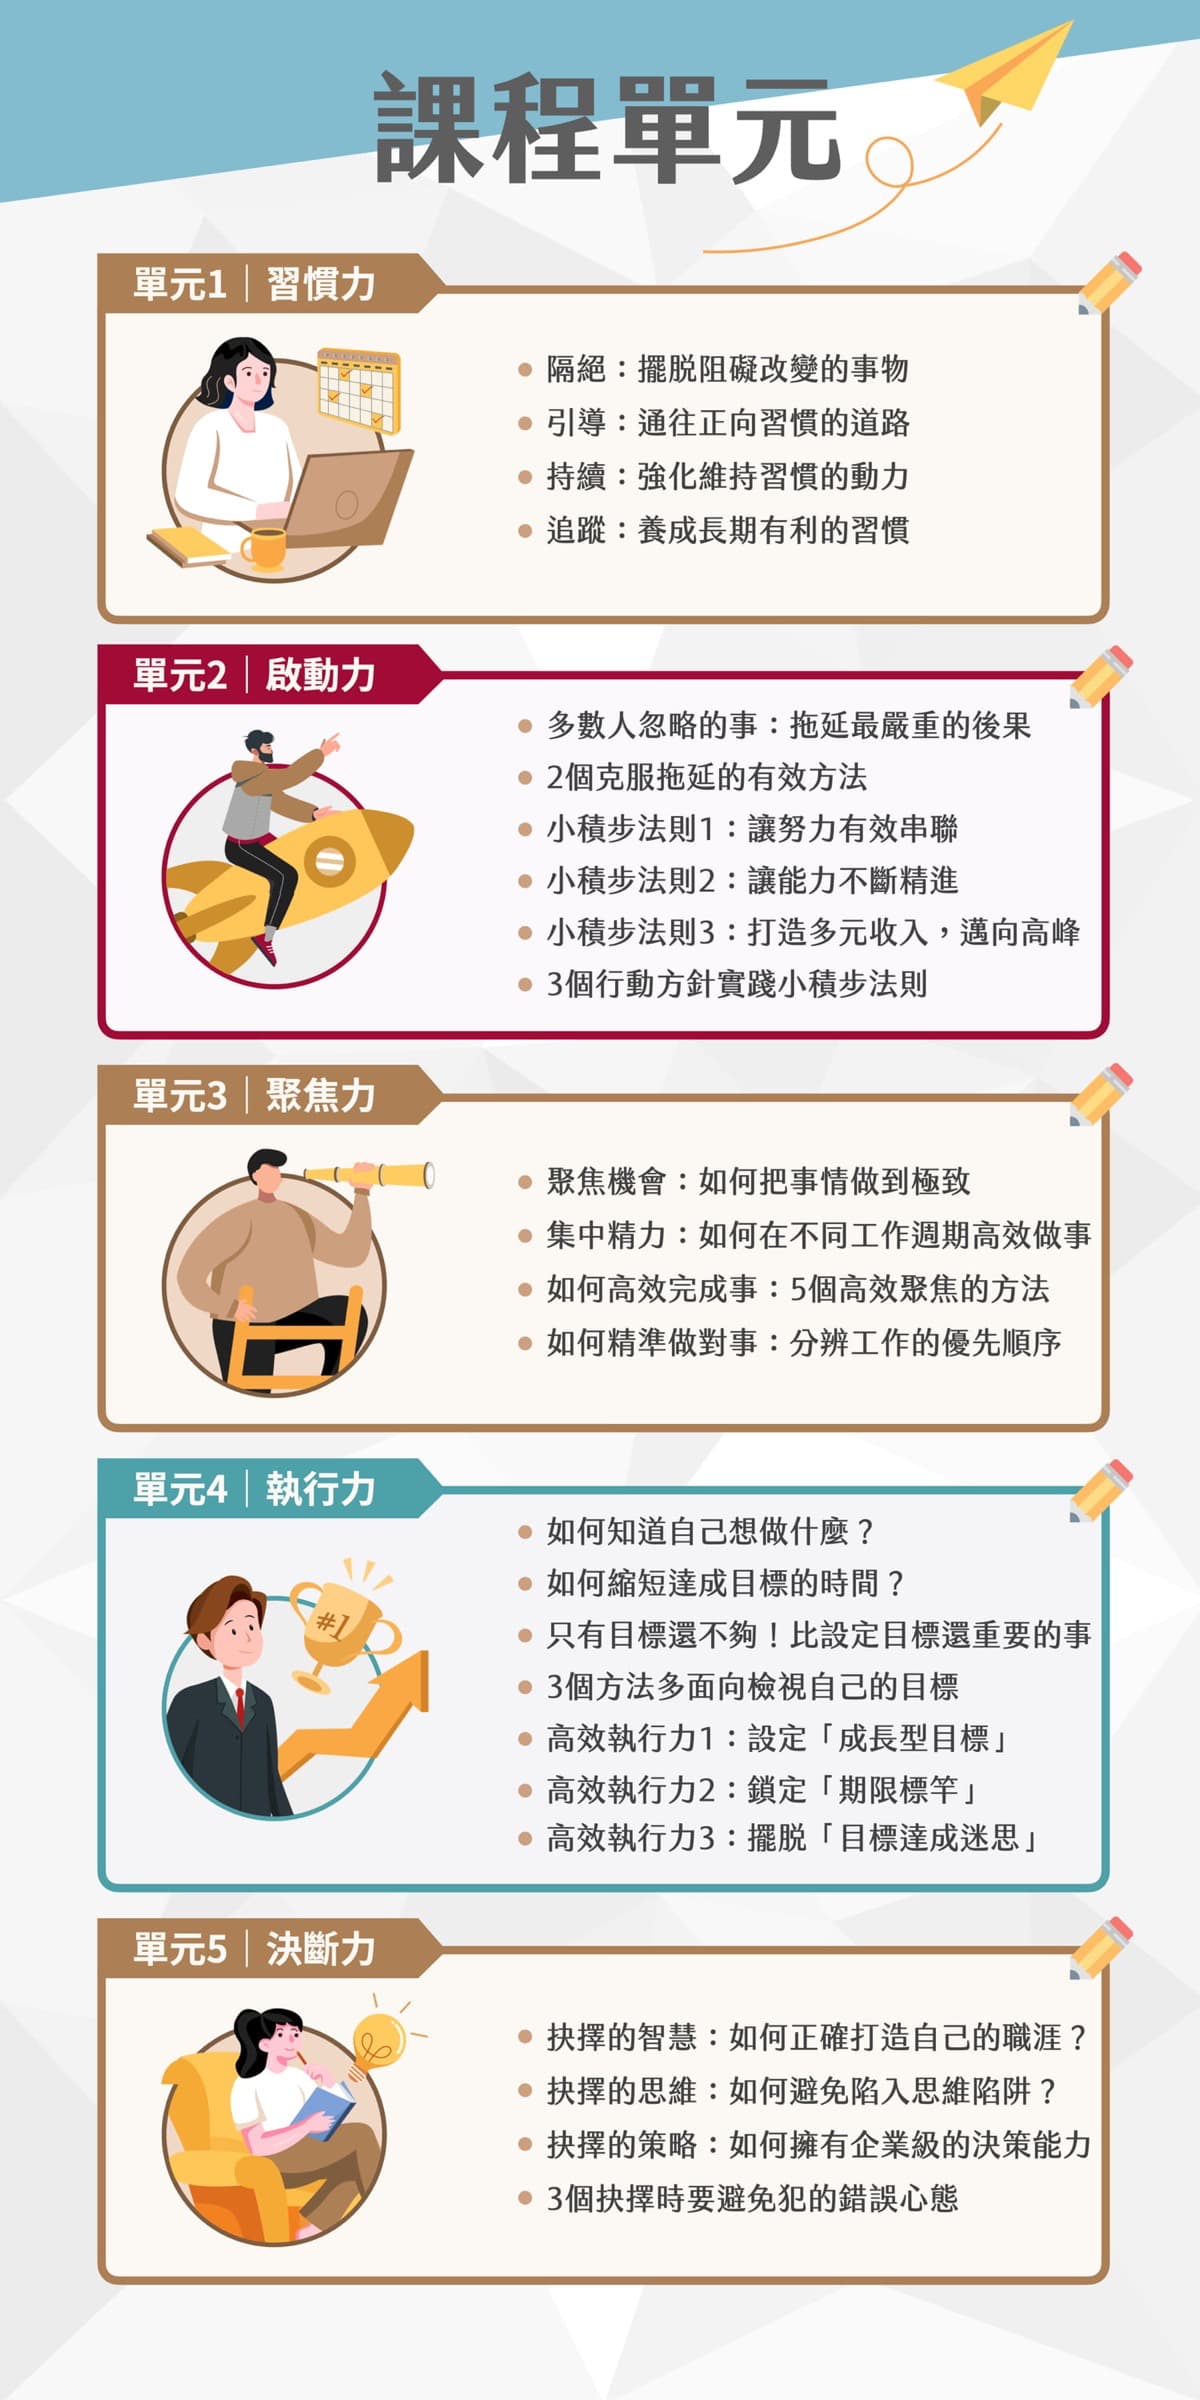 課程單元
單元1｜習慣力
隔絕：擺脫阻礙改變的事物
引導：通往正向習慣的道路
持續：強化維持習慣的動力
追蹤：養成長期有利的習慣
單元2｜啟動力
多數人忽略的事：拖延最嚴重的後果
2個克服拖延的有效方法
小積步法則1：讓努力有效串聯
小積步法則2：讓能力不斷精進
小積步法則3：打造多元收入，邁向高峰
3個行動方針實踐小積步法則
單元3｜聚焦力
聚焦機會：如何把事情做到極致
集中精力：如何在不同工作週期高效做事
如何高效完成事：5個高效聚焦的方法
如何精準做對事：分辨工作的優先順序
單元4｜執行力
#1
如何知道自己想做什麼？
如何縮短達成目標的時間？
只有目標還不夠！比設定目標還重要的事
3個方法多面向檢視自己的目標
高效執行力1：設定「成長型目標」
高效執行力2：鎖定「期限標竿」
高效執行力3：擺脫「目標達成迷思」
單元5｜決斷力
抉擇的智慧：如何正確打造自己的職涯？
抉擇的思維：如何避免陷入思維陷阱？
抉擇的策略：如何擁有企業級的決策能力
3個抉擇時要避免犯的錯誤心態